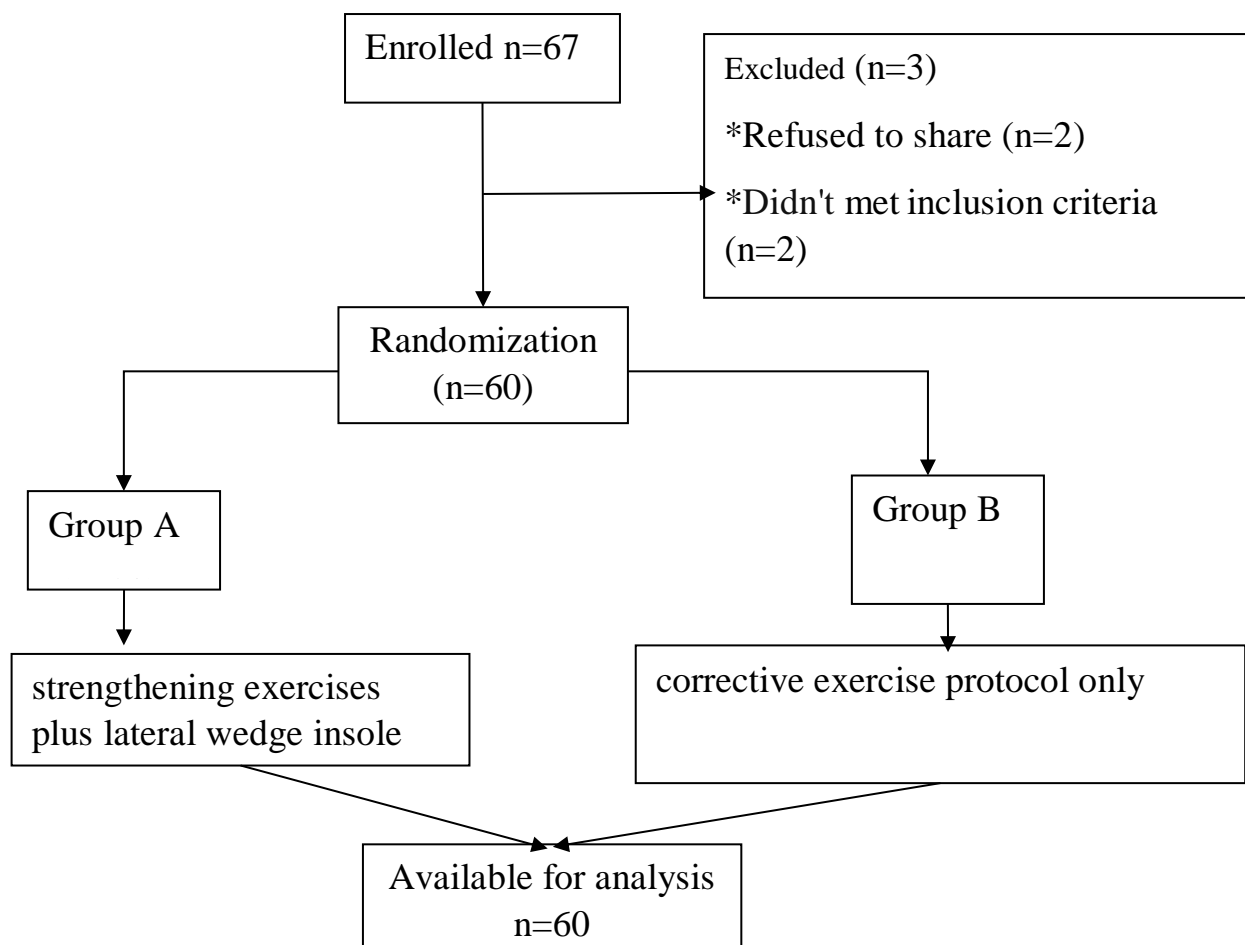 Enrolled n=67
Excluded (n=3)
*Refused to share (n=2)
*Didn't met inclusion criteria
(n=2)
Randomization
(n=60)
Group A
Group B
strengthening exercises
plus lateral wedge insole
corrective exercise protocol only
Available for analysis
n=60